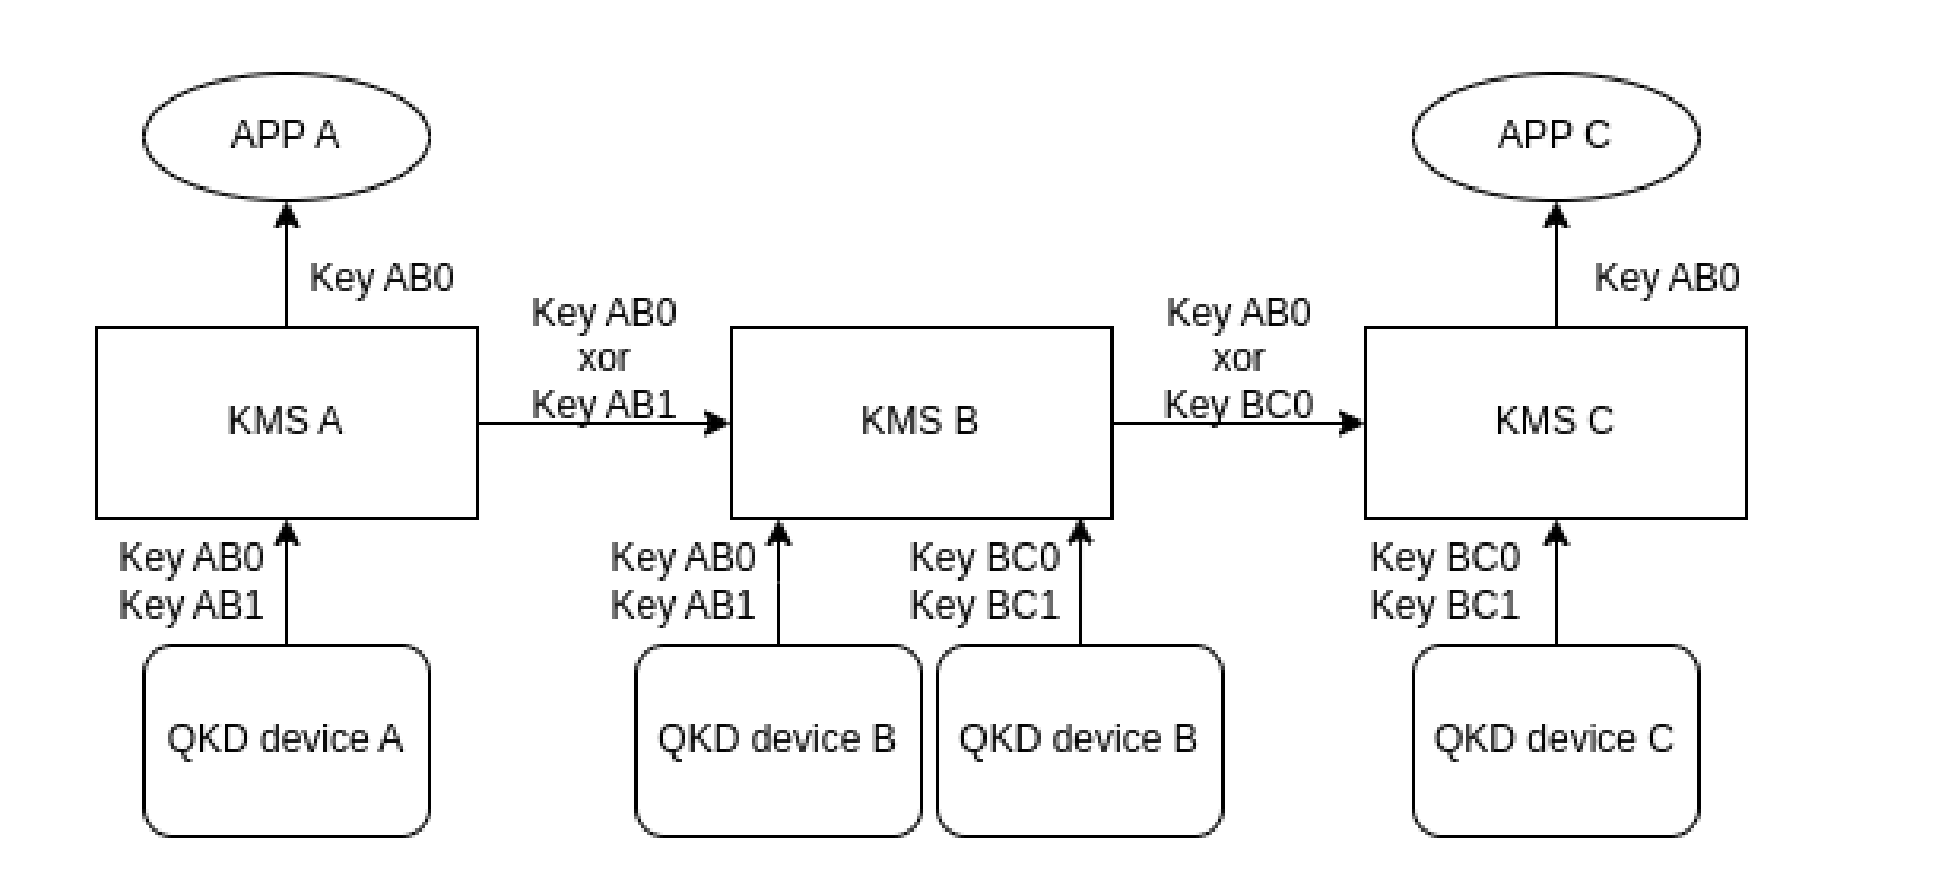 APP A
APP C
Key AB0
Key AB0
Key AB0
xor
Key AB1
Key AB0
xor
Key BC0
KMS A
KMS B
KMS C
Key AB0
Key AB1
Key AB0
Key AB1
Key BC0
Key BC1
Key BC0
Key BC1
QKD device A
QKD device B
QKD device B
QKD device C